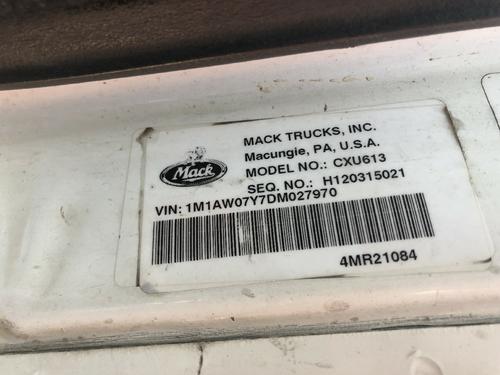 Mack
MACK TRUCKS, INC.
Macungie, PA, U.S.A.
MODEL NO.: CXU613
SEQ. NO.: H120315021
VIN: 1M1AW07Y7DM027970
4MR21084